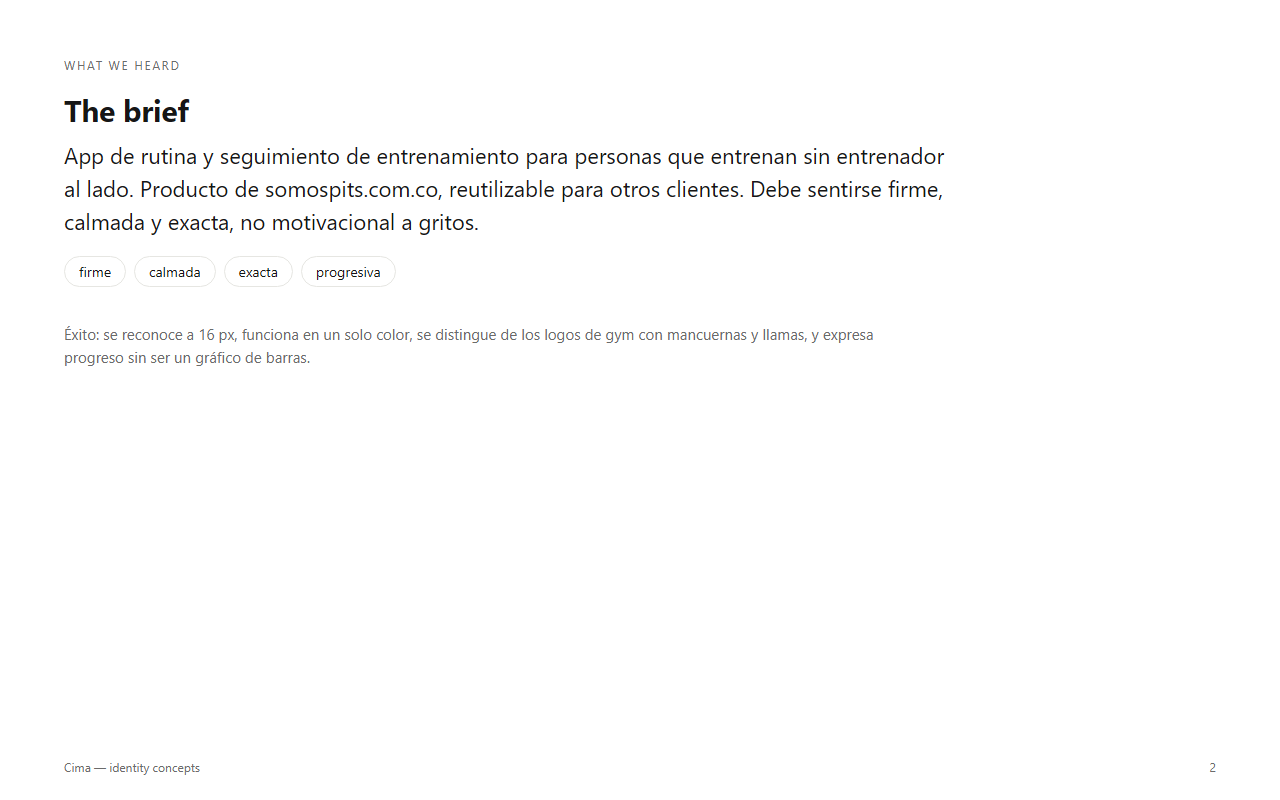 WHAT WE HEARD
The brief
App de rutina y seguimiento de entrenamiento para personas que entrenan sin entrenador
al lado. Producto de somospits.com.co, reutilizable para otros clientes. Debe sentirse firme,
calmada y exacta, no motivacional a gritos.
firme calmada exacta progresiva
Éxito: se reconoce a 16 px, funciona en un solo color, se distingue de los logos de gym con mancuernas y llamas, y expresa
progreso sin ser un gráfico de barras.
Cima — identity concepts 2